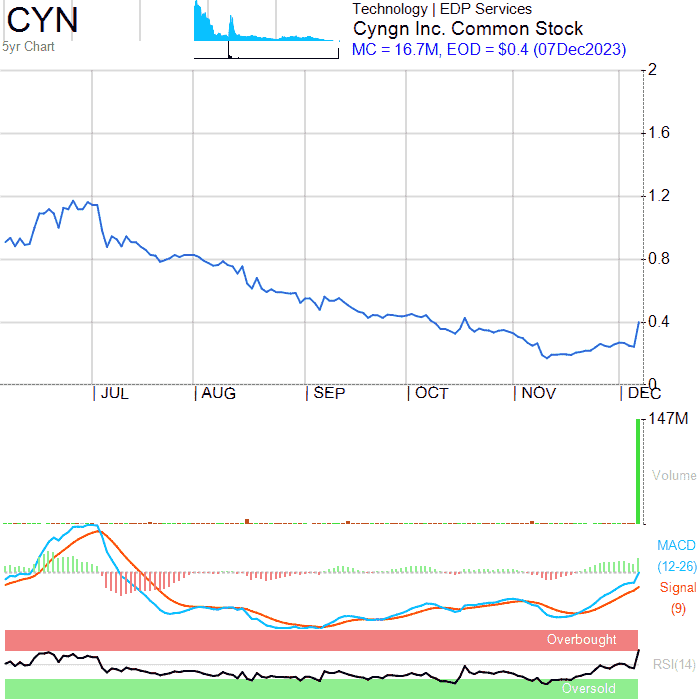 CYN
5yr Chart
Technology | EDP Services
Cyngn Inc. Common Stock
MC = 16.7M, EOD = $0.4 (07Dec2023)
2
1.6
1.2
0.8
0.4
0
JUL
AUG
SEP
OCT
NOV
DEC
147M
Volume
MACD
(12-26)
Signal
(9)
Overbought
RSI(14)
Oversold